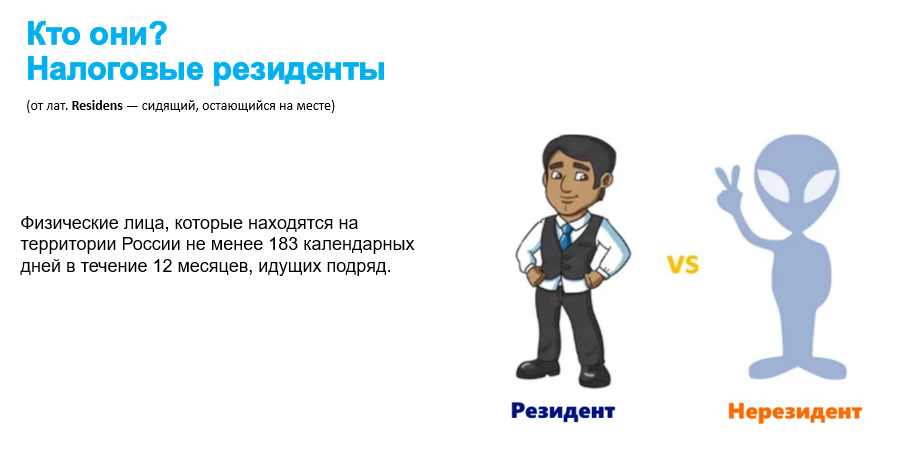 Кто они?
Налоговые резиденты
(от лат. Residens — сидящий, остающийся на месте)
Физические лица, которые находятся на
территории России не менее 183 календарных
дней в течение 12 месяцев, идущих подряд.
vs
Резидент
Нерезидент